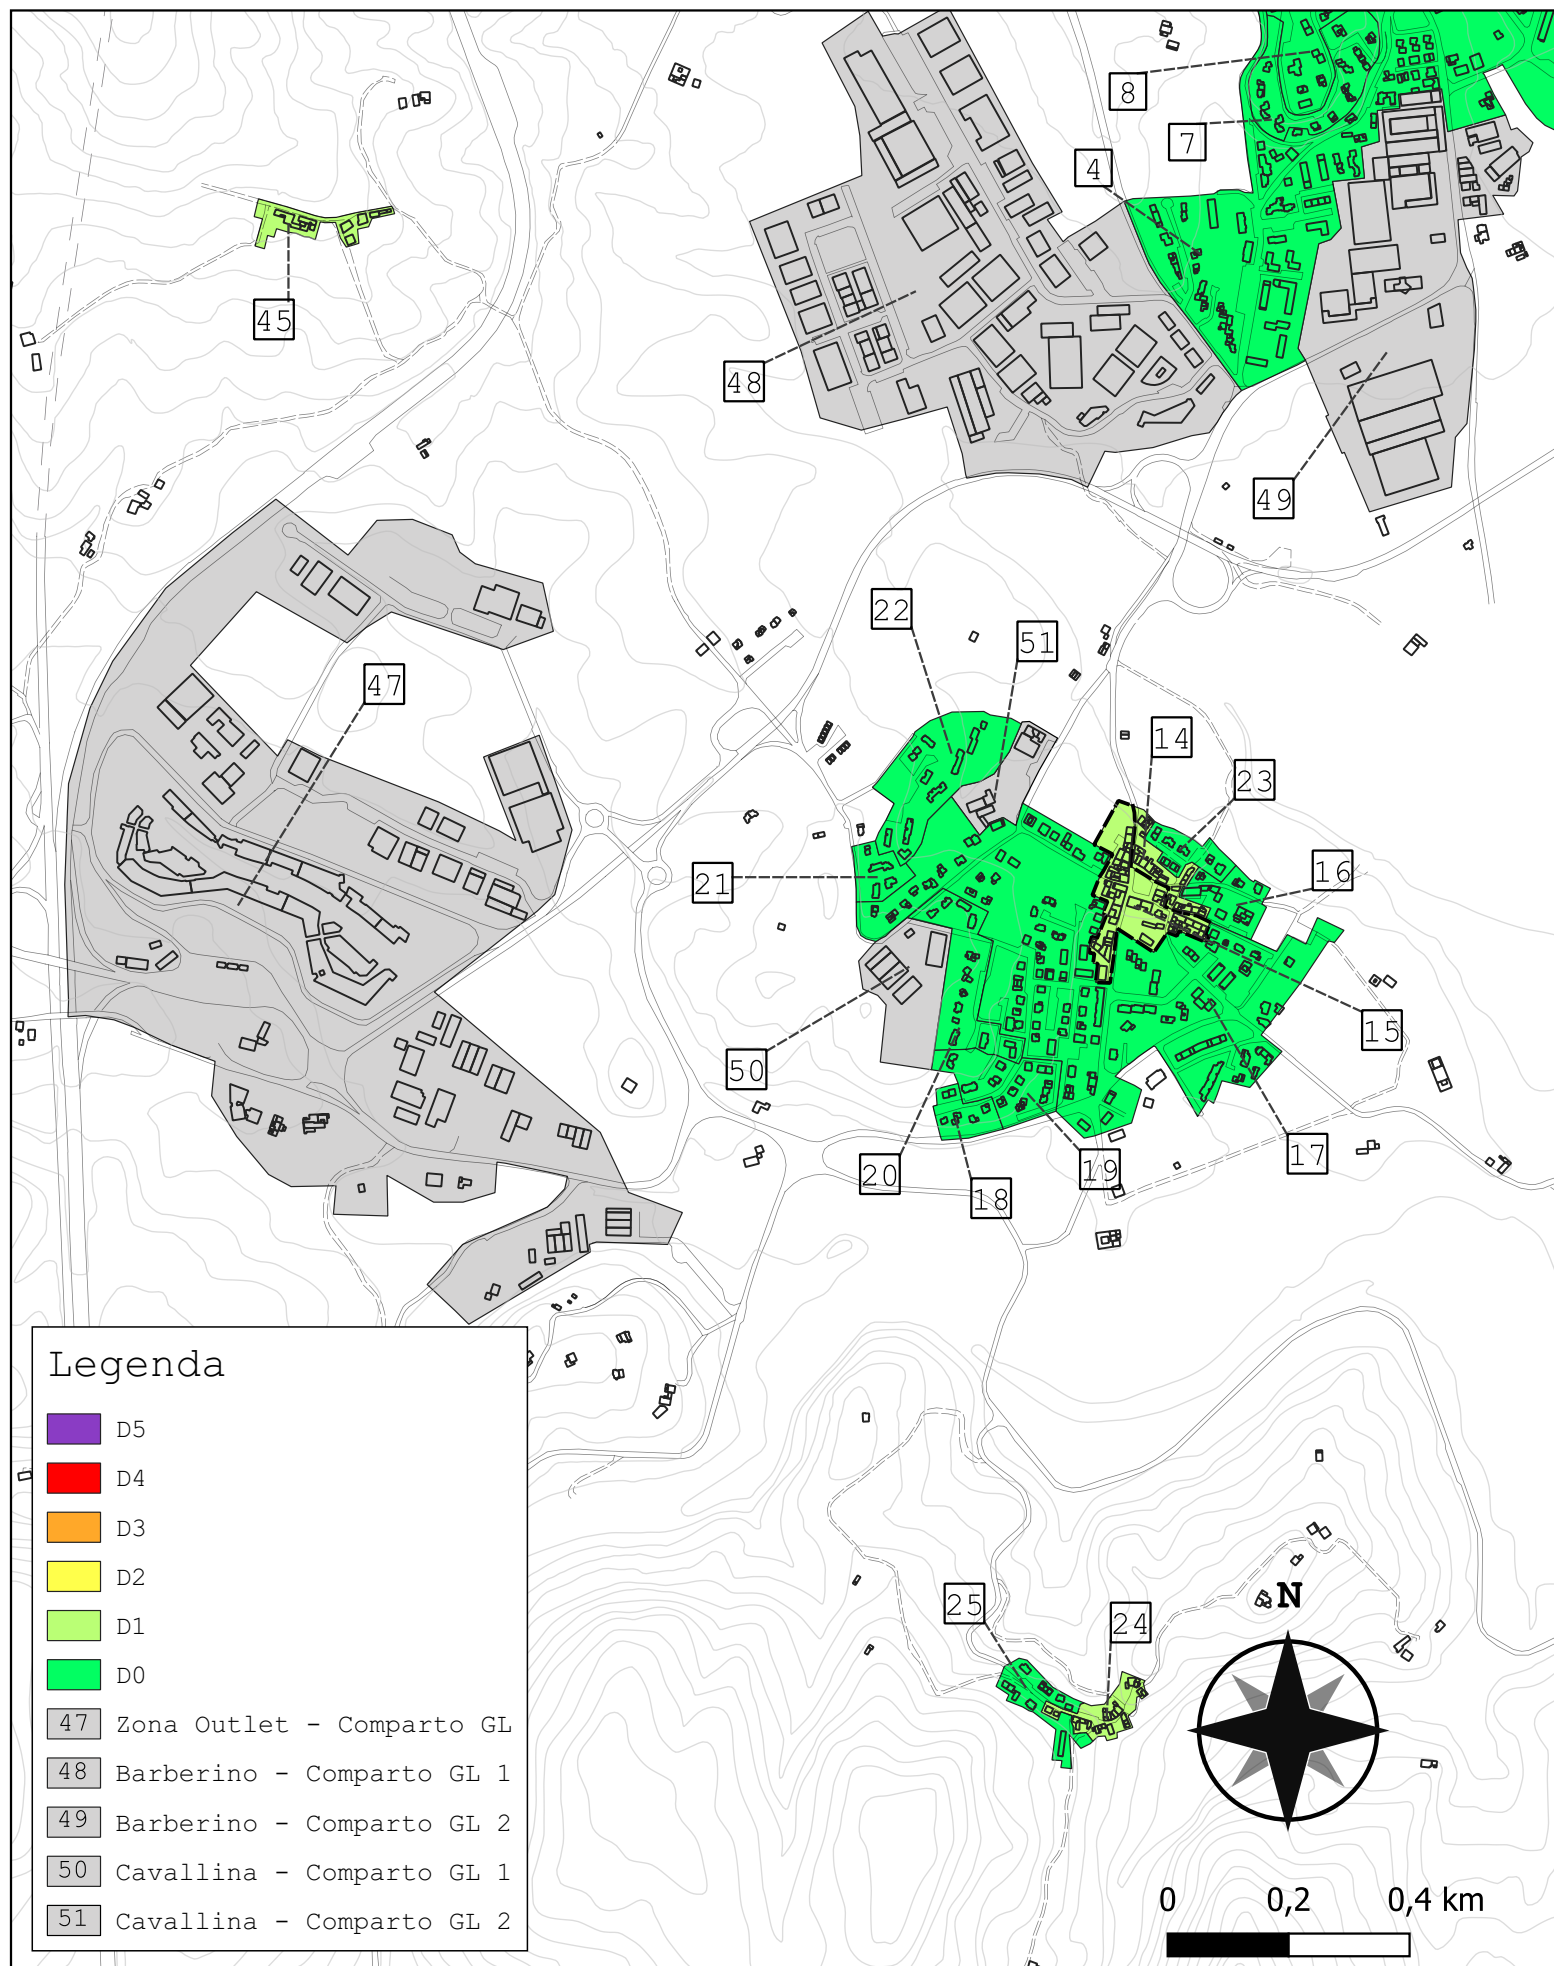 8
7
4
45
48
49
22
51
47
14
23
16
21
15
50
17
20
19
18
Legenda
D5
D4
D3
D2
D1
D0
47 Zona Outlet - Comparto GL
48 Barberino - Comparto GL 1
49 Barberino - Comparto GL 2
50 Cavallina - Comparto GL 1
51 Cavallina - Comparto GL 2
25
24
N
0 0,2 0,4 km